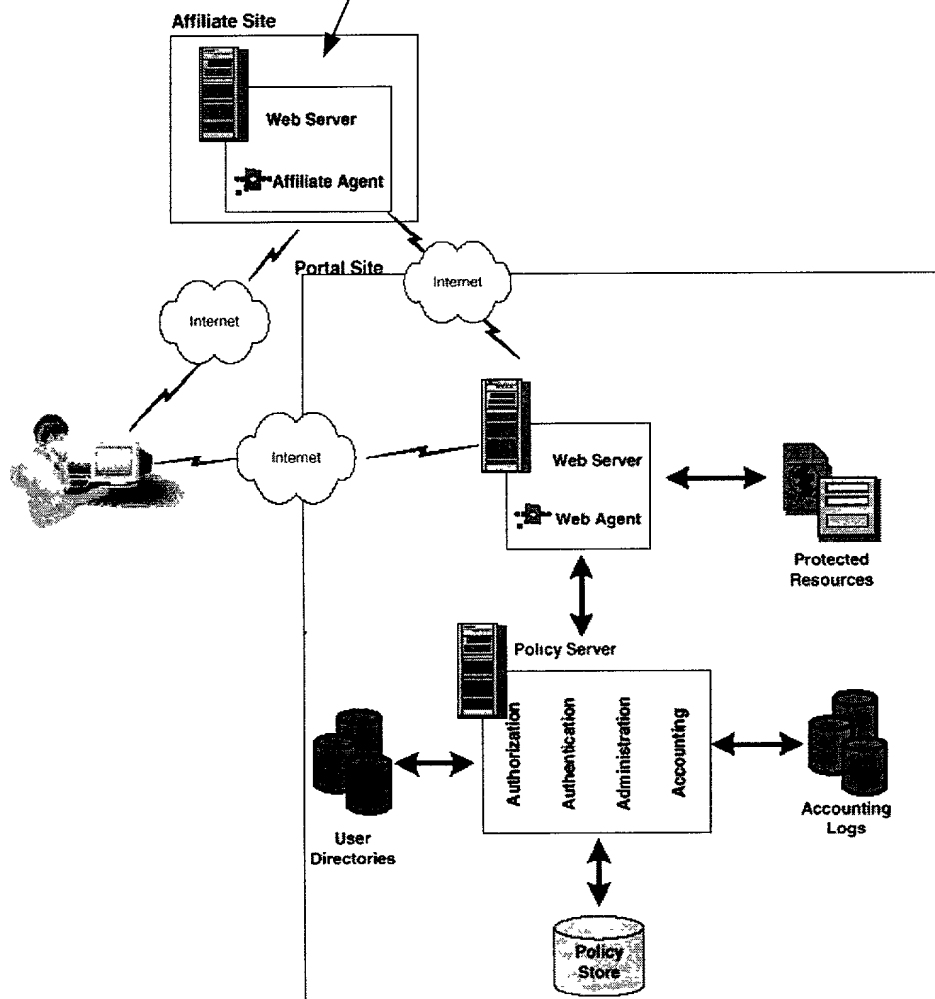 Affiliate Site
Web Server
Affiliate Agent
Portal Site
Internet
Internet
Internet
Web Server
Web Agent
Protected
Resources
Policy Server
Authorization
Authentication
Administration
Accounting
User
Directories
Accounting
Logs
Policy
Store